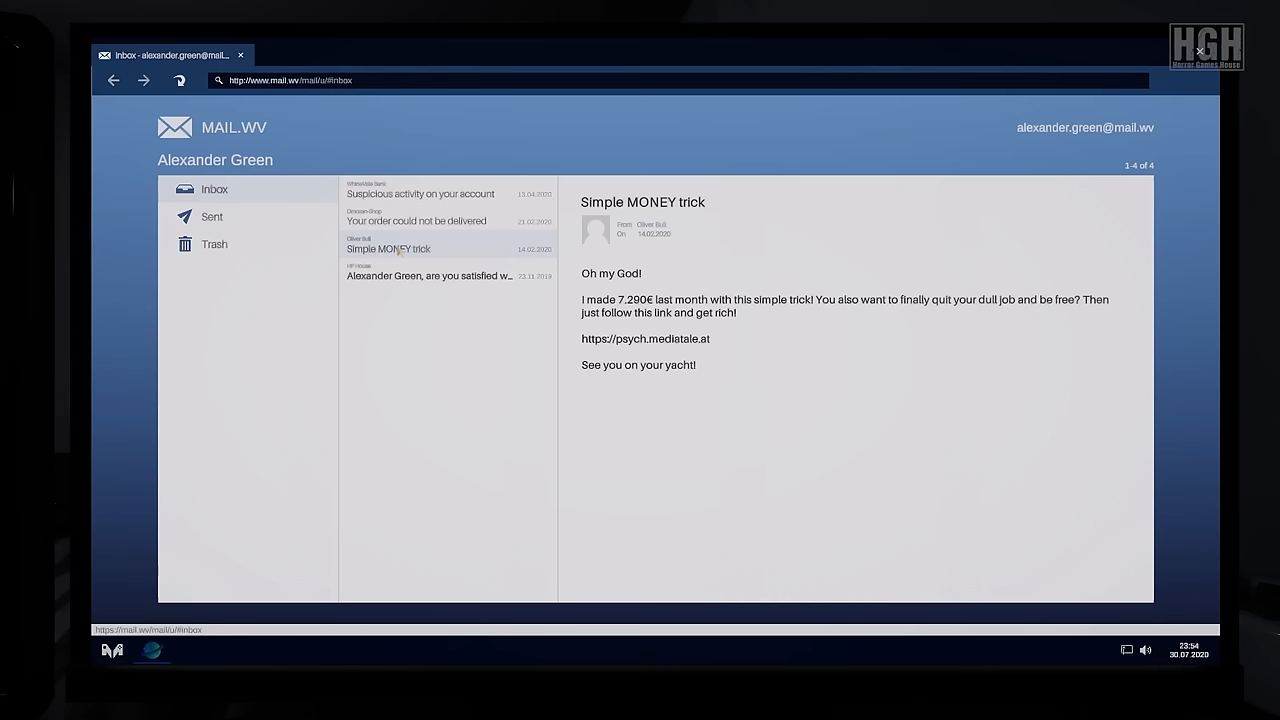 HGH
Horror Games House
Inbox - alexander.green@mail...
http://www.mail.wv/mail/u/#inbox
MAIL.WV
alexander.green@mail.wv
Alexander Green
1-4 of 4
Inbox
Sent
Trash
Suspicious activity on your account
13.04.2020
Your order could not be delivered
21.02.2020
Oliver Bull
Simple MONEY trick
14.02.2020
HP House
Alexander Green, are you satisfied w...
23.11.2019
Simple MONEY trick
From Oliver Bull
On 14.02.2020
Oh my God!
I made 7.290€ last month with this simple trick! You also want to finally quit your dull job and be free? Then
just follow this link and get rich!
https://psych.mediatale.at
See you on your yacht!
https://mail.wv/mail/u/#inbox
23:54
30.07.2020